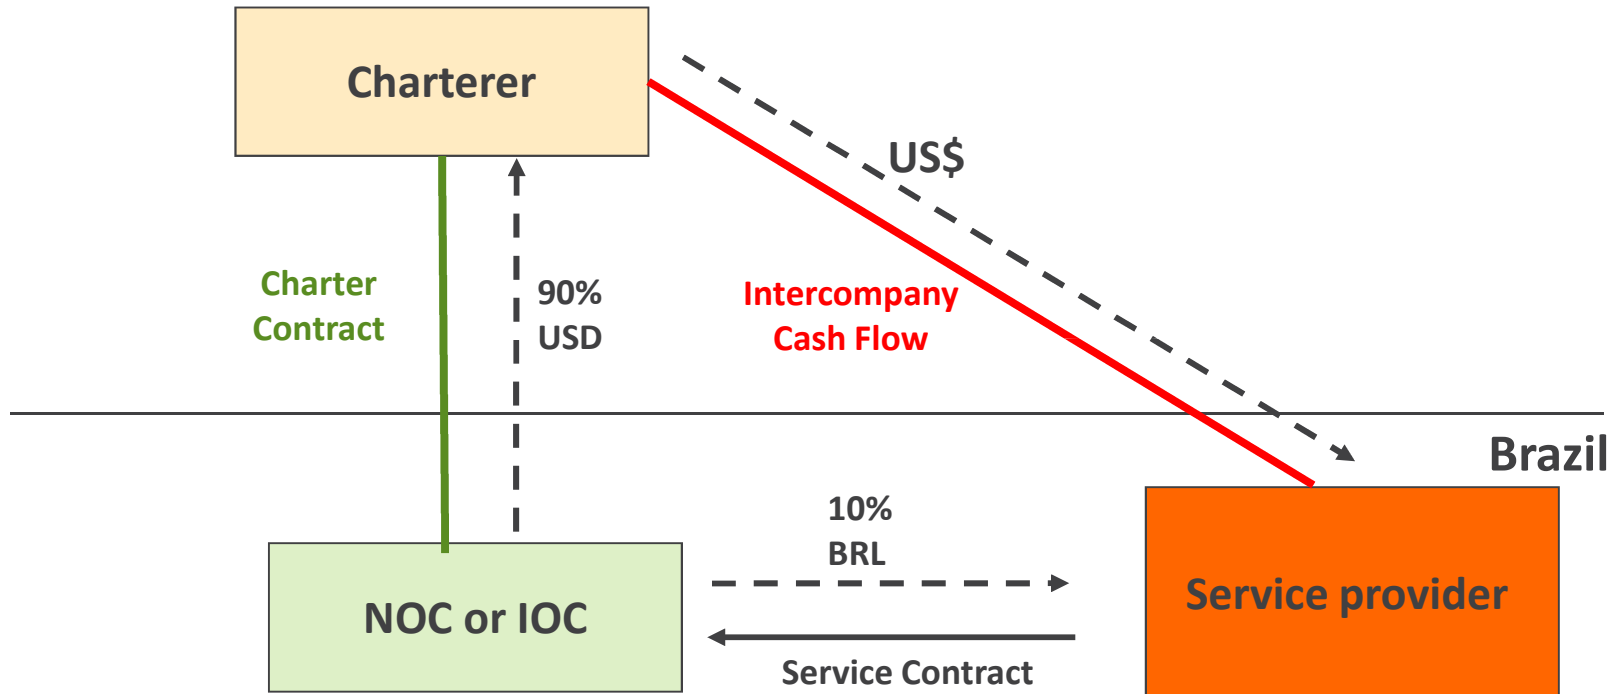 Charterer
US$
Charter
Contract
90%
USD
Intercompany
Cash Flow
Brazil
10%
BRL
NOC or IOC
Service provider
Service Contract